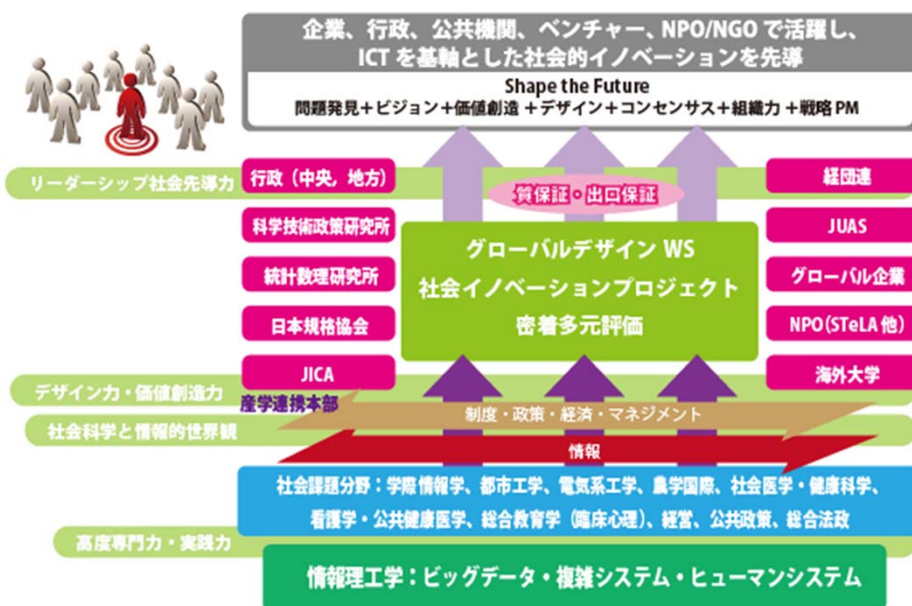 企業、行政、公共機関、ベンチャー、NPO/NGOで活躍し、
ICTを基軸とした社会的イノベーションを先導
Shape the Future
問題発見+ビジョン+価値創造 +デザイン+コンセンサス+組織力 +戦略PM
リーダーシップ社会先導力
行政（中央，地方）
質保証・出口保証
経団連
科学技術政策研究所
JUAS
グローバルデザインWS
社会イノベーションプロジェクト
密着多元評価
統計数理研究所
グローバル企業
日本規格協会
NPO(STeLA他)
JICA
海外大学
デザイン力・価値創造力
産学連携本部
制度・政策・経済・マネジメント
社会科学と情報的世界観
情報
社会課題分野：学際情報学、都市工学、電気系工学、農学国際、社会医学・健康科学、
看護学・公共健康医学、総合教育学（臨床心理）、経営、公共政策、総合法政
高度専門力・実践力
情報理工学：ビッグデータ・複雑システム・ヒューマンシステム